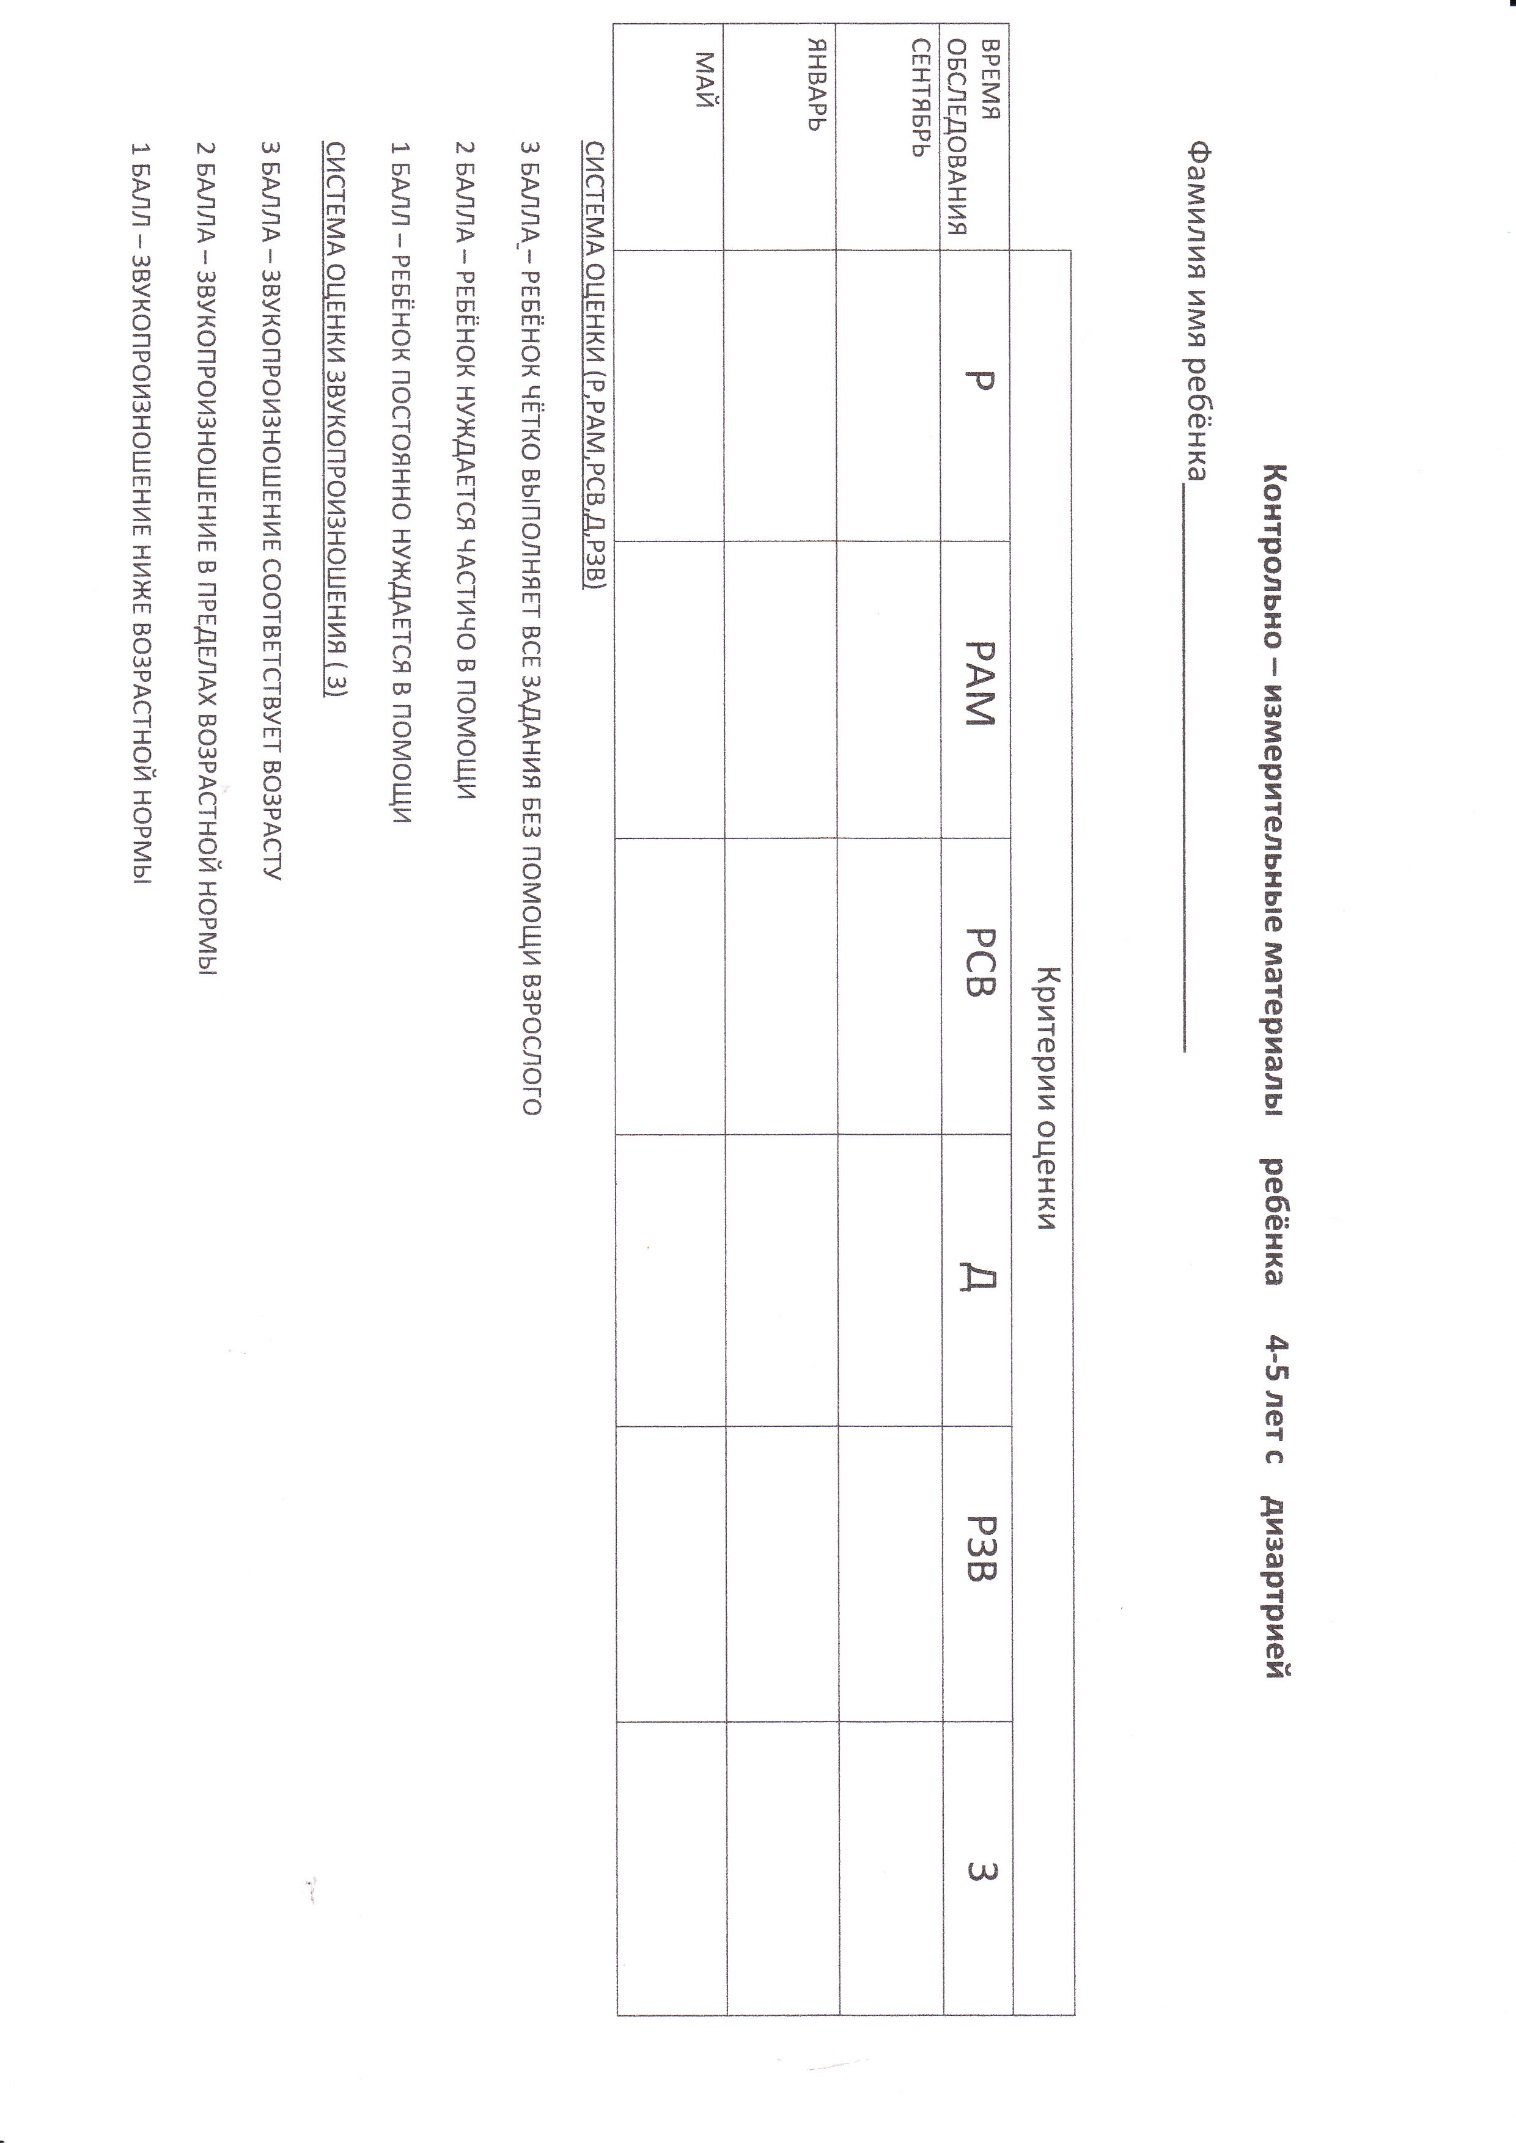 Контрольно – измерительные материалы ребёнка 4-5 лет с дизартрией
Фамилия имя ребёнка
Критерии оценки
ВРЕМЯ
ОБСЛЕДОВАНИЯ
Р РАМ РСВ Д РЗВ З
СЕНТЯБРЬ
ЯНВАРЬ
МАЙ
СИСТЕМА ОЦЕНКИ (Р,РАМ,РСВ,Д,РЗВ)
3 БАЛЛА – РЕБЁНОК ЧЁТКО ВЫПОЛНЯЕТ ВСЕ ЗАДАНИЯ БЕЗ ПОМОЩИ ВЗРОСЛОГО
2 БАЛЛА – РЕБЁНОК НУЖДАЕТСЯ ЧАСТИЧО В ПОМОЩИ
1 БАЛЛ – РЕБЁНОК ПОСТОЯННО НУЖДАЕТСЯ В ПОМОЩИ
СИСТЕМА ОЦЕНКИ ЗВУКОПРОИЗНОШЕНИЯ ( З)
3 БАЛЛА – ЗВУКОПРОИЗНОШЕНИЕ СООТВЕТСТВУЕТ ВОЗРАСТУ
2 БАЛЛА – ЗВУКОПРОИЗНОШЕНИЕ В ПРЕДЕЛАХ ВОЗРАСТНОЙ НОРМЫ
1 БАЛЛ – ЗВУКОПРОИЗНОШЕНИЕ НИЖЕ ВОЗРАСТНОЙ НОРМЫ